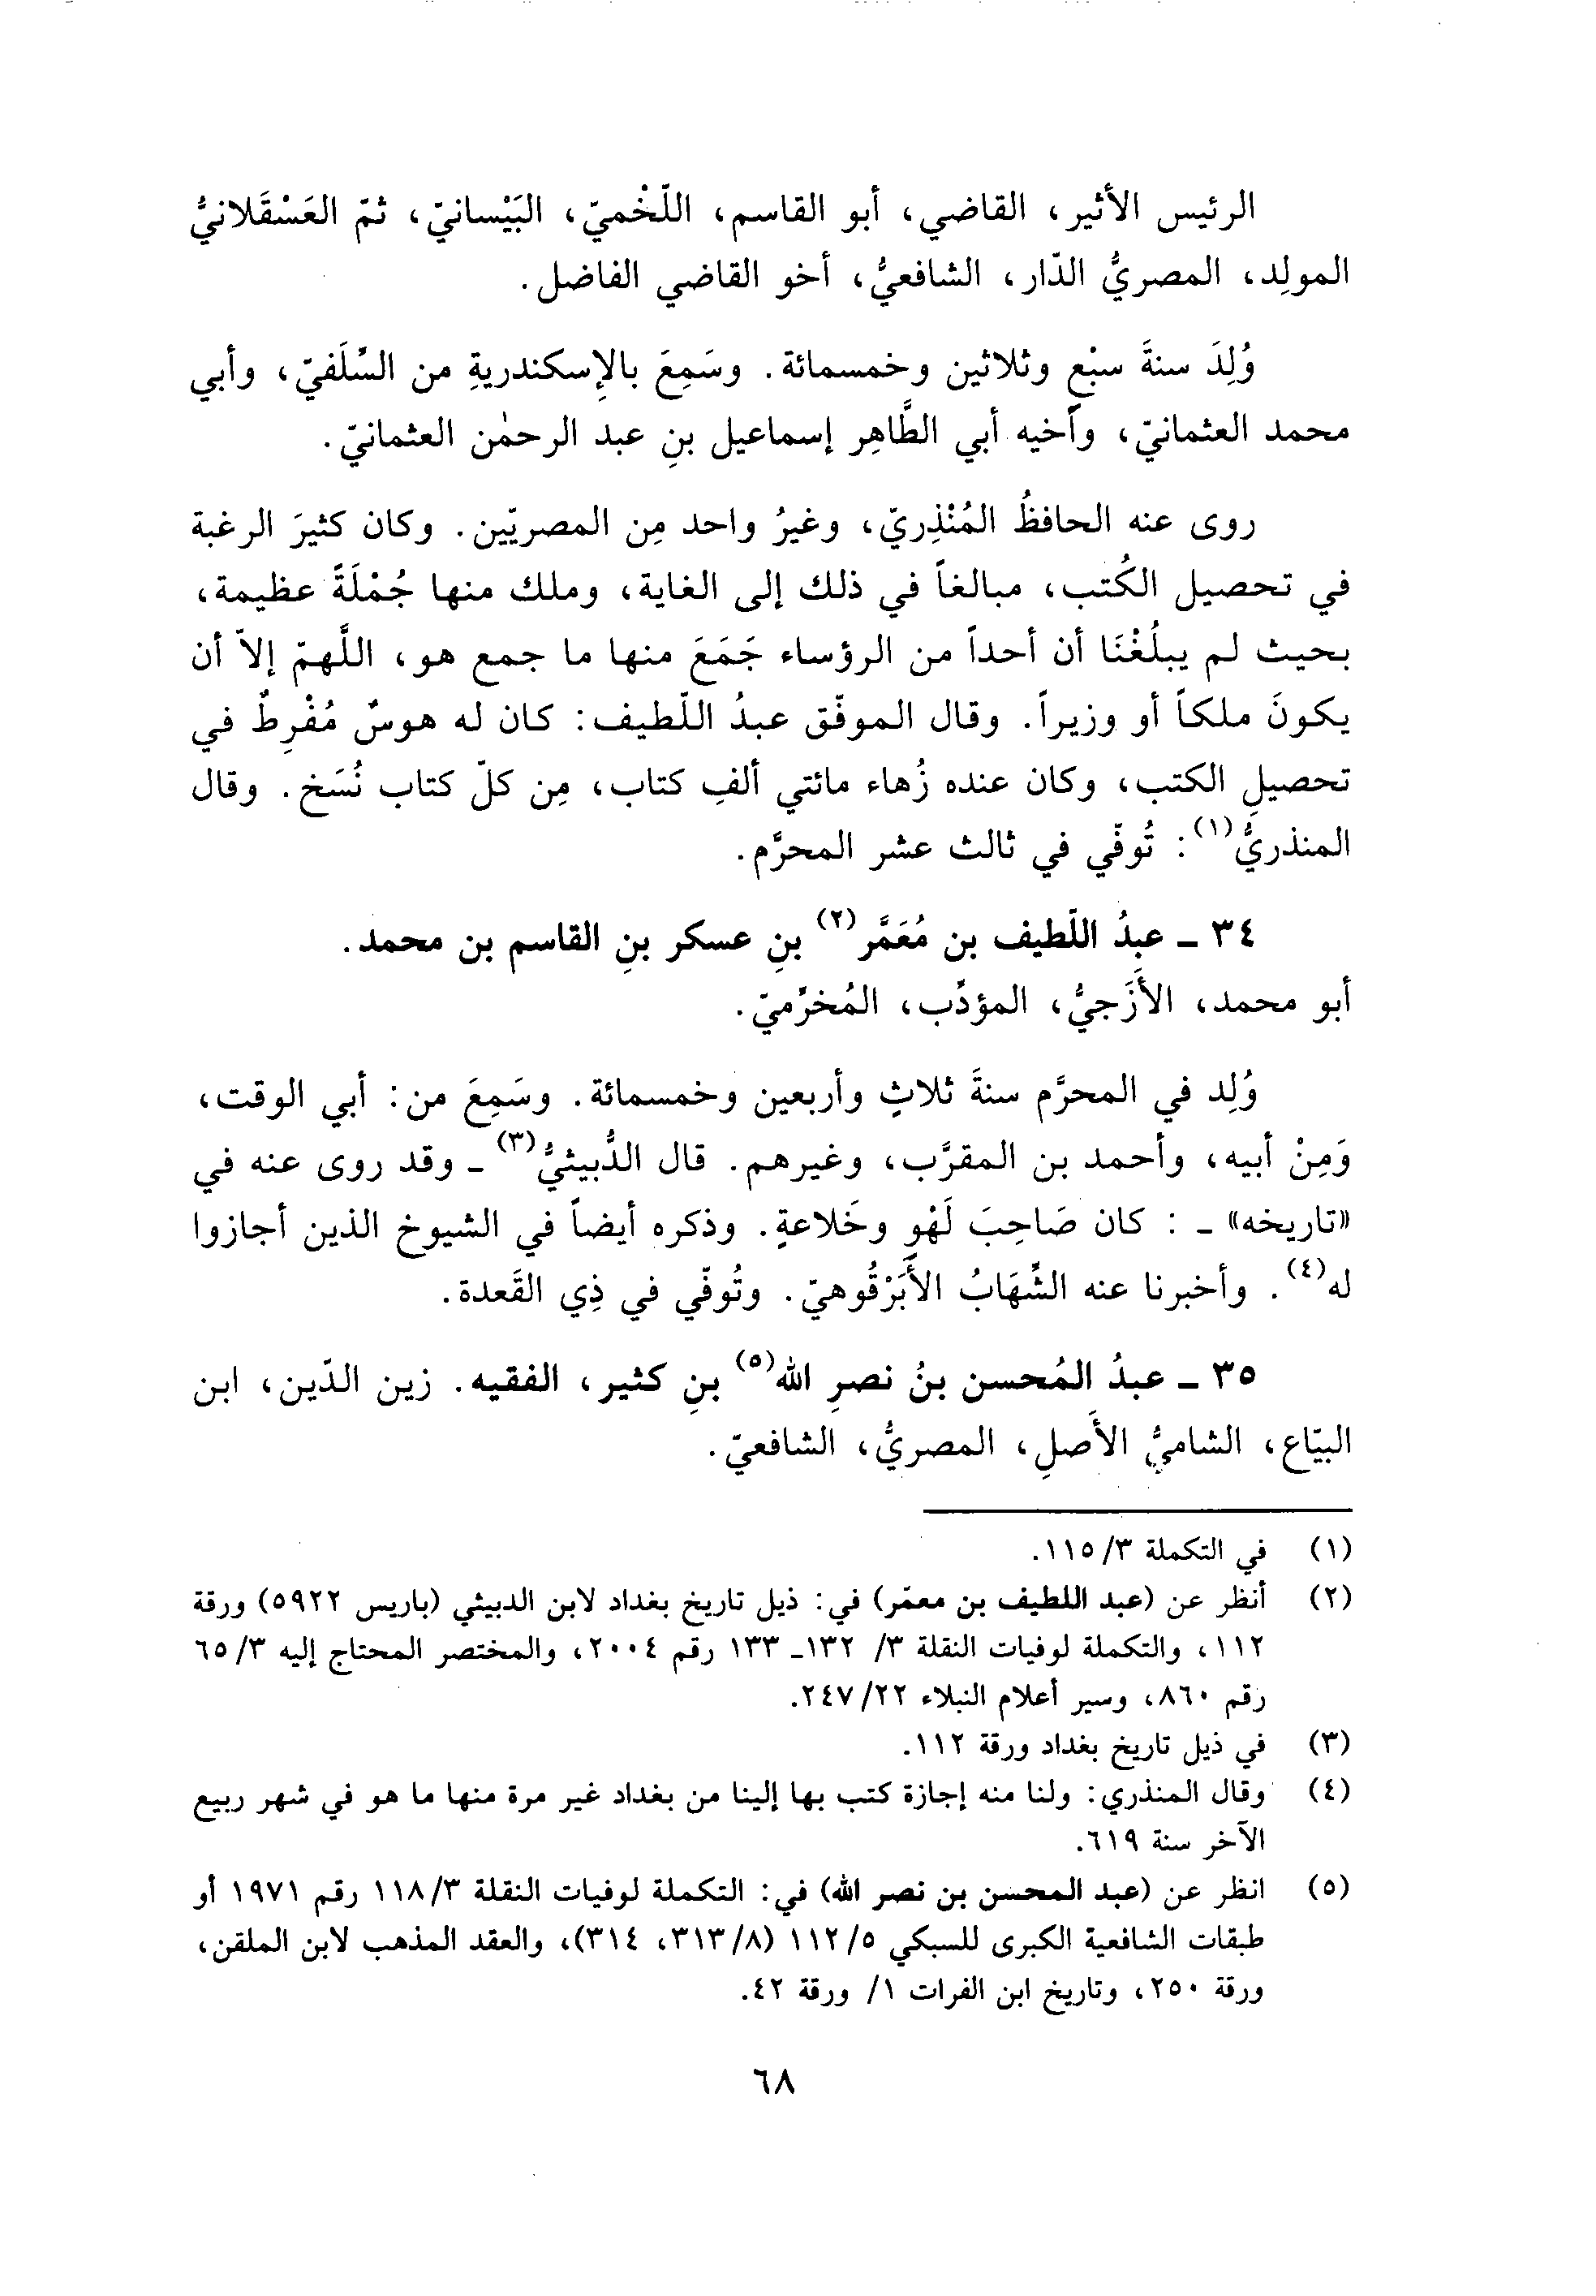 الرئيس الأثير، القاضي، أبو القاسم، اللّخْميّ، البَيْسانيّ، ثمّ العَسْقَلانيُّ
المولِد، المصريُّ الدّار، الشافعيُّ، أخو القاضي الفاضل.
وُلِدَ سنةَ سبْعٍ وثلاثين وخمسمائة. وسَمِعَ بالإِسكندريةِ من السِّلَفيّ، وأبي
محمد العثمانيّ، وأخيه أبي الطَّاهِر إسماعيل بنِ عبد الرحمٰن العثمانيّ.
روى عنه الحافظُ المُنْذِريّ، وغيرُ واحد مِن المصريّين. وكان كثيرَ الرغبة
في تحصيل الكُتب، مبالغاً في ذلك إلى الغاية، وملك منها جُمْلَةً عظيمة،
بحيث لم يبلُغْنَا أن أحداً من الرؤساء جَمَعَ منها ما جمع هو، اللَّهمّ إلاّ أن
يكونَ ملكاً أو وزيراً. وقال الموفّق عبدُ اللّطيف: كان له هوسٌ مُفْرِطٌ في
تحصيلِ الكتب، وكان عنده زُهاء مائتي ألفِ كتاب، مِن كلّ كتاب نُسَخ. وقال
المنذريُّ(١): تُوفّي في ثالث عشر المحرَّم.
٣٤ ـ عبدُ اللّطيف بن مُعَمَّر(٢) بنِ عسكر بنِ القاسم بن محمد.
أبو محمد، الأَزَجيُّ، المؤدِّب، المُخرِّميّ.
وُلِد في المحرَّم سنةَ ثلاثٍ وأربعين وخمسمائة. وسَمِعَ من: أبي الوقت،
وَمِنْ أبيه، وأحمد بن المقرَّب، وغيرهم. قال الدُّبيثيُّ(٣) ـ وقد روى عنه في
«تاريخه» ـ : كان صَاحِبَ لَهْوٍ وخَلاعةٍ. وذكره أيضاً في الشيوخ الذين أجازوا
له(٤). وأخبرنا عنه الشِّهَابُ الأَبَرْقُوهيّ. وتُوفّي في ذِي القَعدة.
٣٥ ـ عبدُ المُحسن بنُ نصرِ الله(٥) بنِ كثير، الفقيه. زين الدّين، ابن
البيّاع، الشاميُّ الأَصلِ، المصريُّ، الشافعيّ.
(١) في التكملة ٣/١١٥.
(٢) أنظر عن (عبد اللطيف بن معمّر) في: ذيل تاريخ بغداد لابن الدبيثي (باريس ٥٩٢٢) ورقة
١١٢، والتكملة لوفيات النقلة ٣/ ١٣٢ـ ١٣٣ رقم ٢٠٠٤، والمختصر المحتاج إليه ٣/٦٥
رقم ٨٦٠، وسير أعلام النبلاء ٢٢/٢٤٧.
(٣) في ذيل تاريخ بغداد ورقة ١١٢.
(٤) وقال المنذري: ولنا منه إجازة كتب بها إلينا من بغداد غير مرة منها ما هو في شهر ربيع
الآخر سنة ٦١٩.
(٥) انظر عن (عبد المحسن بن نصر الله) في: التكملة لوفيات النقلة ٣/١١٨ رقم ١٩٧١ أو
طبقات الشافعية الكبرى للسبكي ٥/١١٢ (٨/٣١٣، ٣١٤)، والعقد المذهب لابن الملقن،
ورقة ٢٥٠، وتاريخ ابن الفرات ١/ ورقة ٤٢.
٦٨